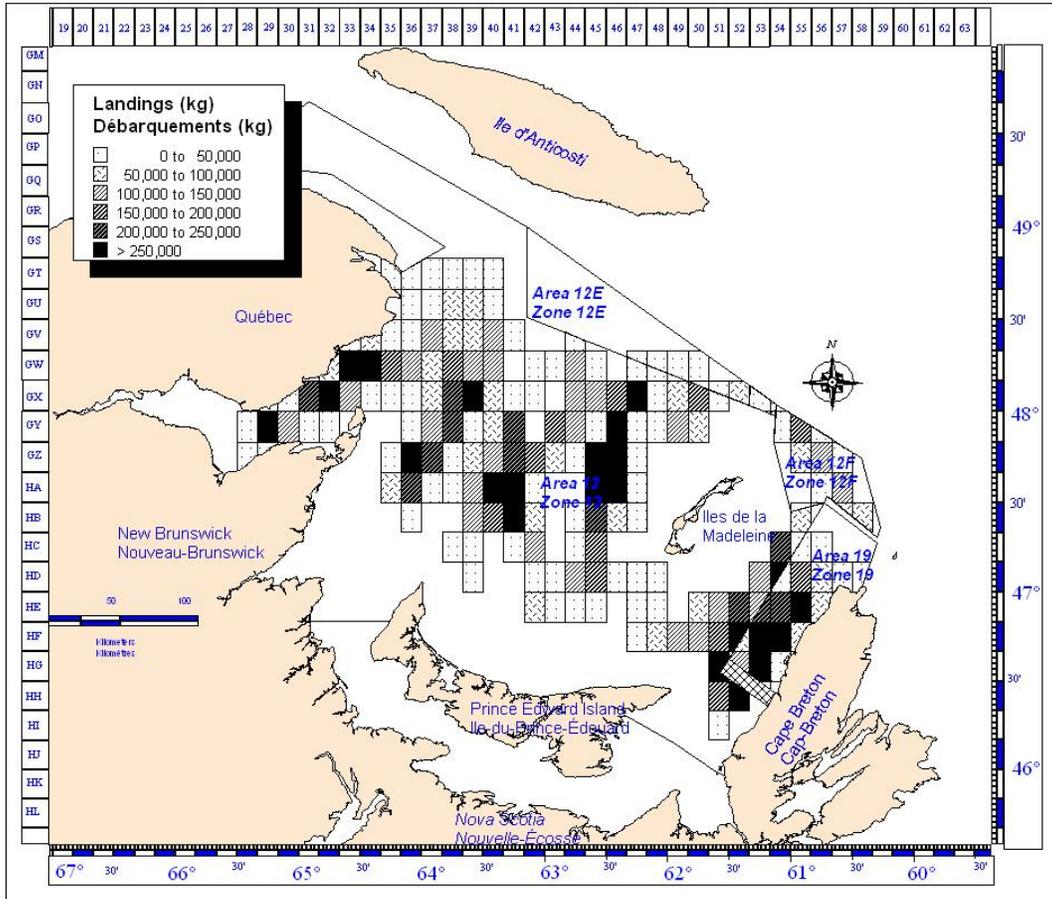 19 20 21 22 23 24 25 26 27 28 29 30 31 32 33 34 35 36 37 38 39 40 41 42 43 44 45 46 47 48 49 50 51 52 53 54 55 56 57 58 59 60 61 62 63
GM
GN
GO
GP
GQ
GR
GS
GT
GU
GV
GW
GX
GY
GZ
HA
HB
HC
HD
HE
HF
HG
HH
HI
HJ
HK
HL
Landings (kg)
Débarquements (kg)
0 to 50,000
50,000 to 100,000
100,000 to 150,000
150,000 to 200,000
200,000 to 250,000
> 250,000
Ile d'Anticosti
Québec
Area 12E
Zone 12E
N
Area 12F
Zone 12F
Area 12
Zone 12
Iles de la
Madeleine
New Brunswick
Nouveau-Brunswick
Area 19
Zone 19
50 100
Kilometers
Kilomètres
Prince Edward Island
Ile-du-Prince-Édouard
Cape Breton
Cap-Breton
Nova Scotia
Nouvelle-Écosse
30'
49°
30'
48°
30'
47°
30'
46°
67° 30' 66° 30' 65° 30' 64° 30' 63° 30' 62° 30' 61° 30' 60°